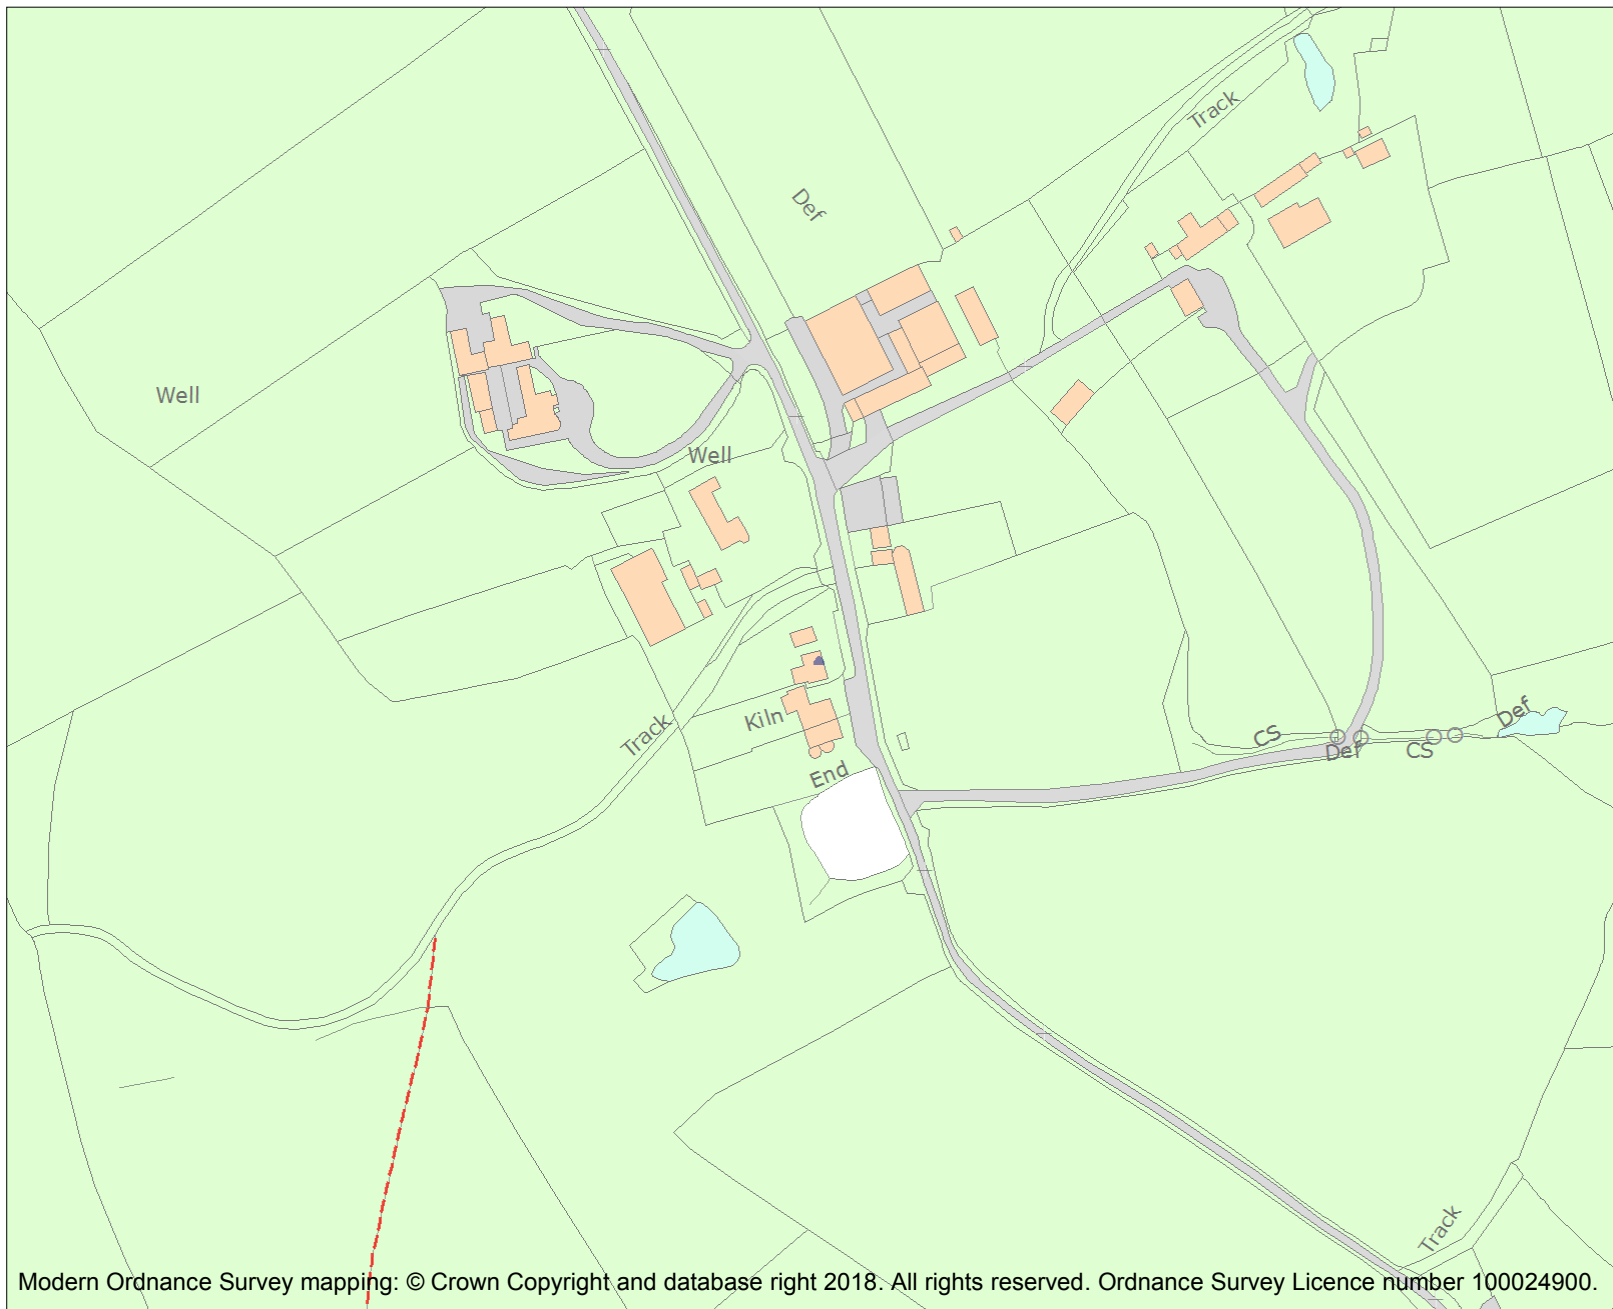 Track
Def
Well
Well
Track
Kiln
End
CS
Def
CS
Def
Track
Modern Ordnance Survey mapping: © Crown Copyright and database right 2018. All rights reserved. Ordnance Survey Licence number 100024900.